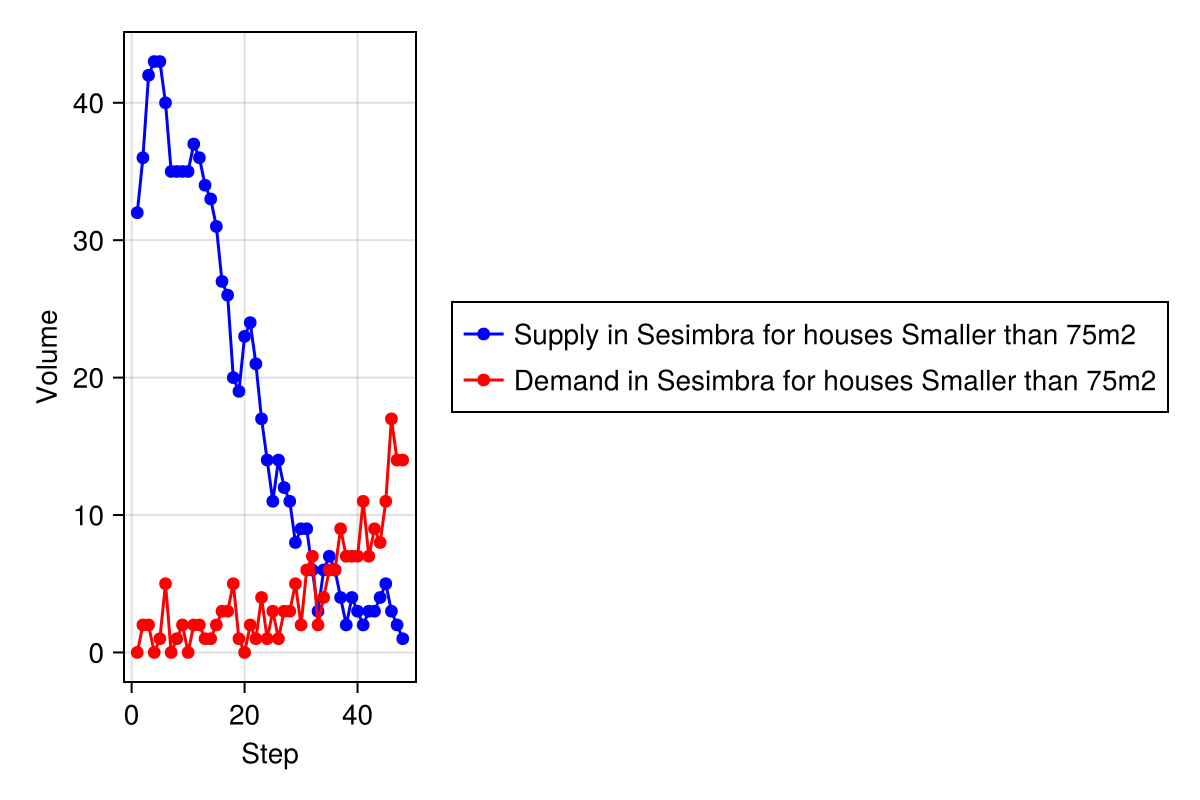 40
30
20
10
0
Volume
0 20 40
Step
Supply in Sesimbra for houses Smaller than 75m2
Demand in Sesimbra for houses Smaller than 75m2